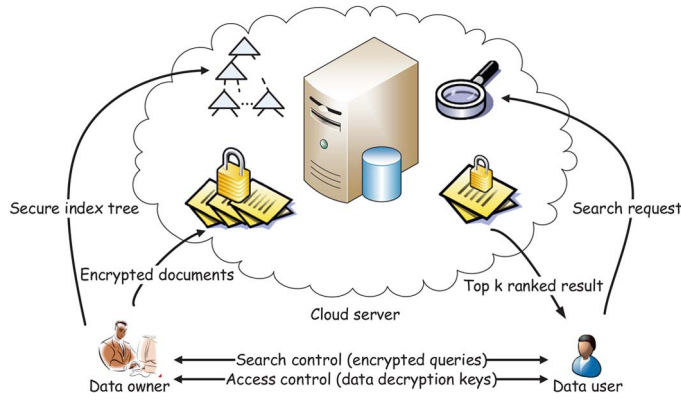 Secure index tree
Search request
Encrypted documents
Top k ranked result
Cloud server
Search control (encrypted queries)
Access control (data decryption keys)
Data owner
Data user